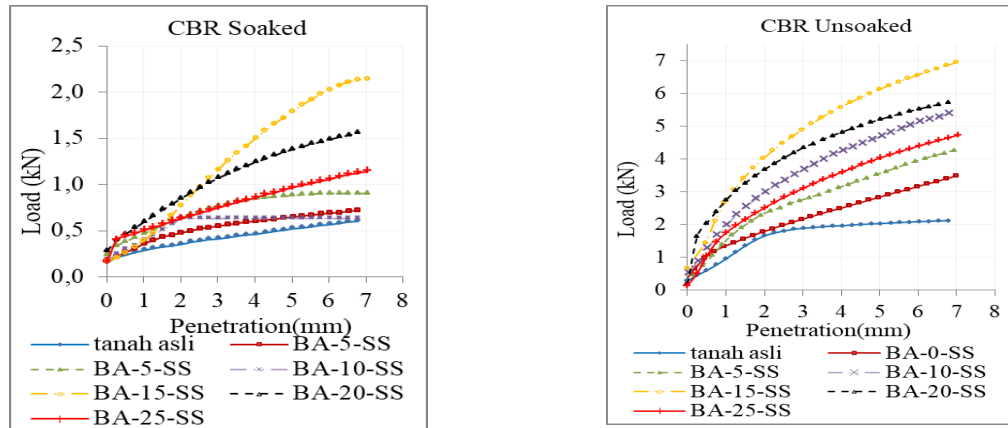 CBR Soaked
2,5
2,0
1,5
1,0
0,5
0,0
Load (kN)
0 1 2 3 4 5 6 7 8
Penetration(mm)
tanah asli BA-5-SS
BA-5-SS BA-10-SS
BA-15-SS BA-20-SS
BA-25-SS
CBR Unsoaked
7
6
5
4
3
2
1
0
Load (kN)
0 1 2 3 4 5 6 7 8
Penetration(mm)
tanah asli BA-0-SS
BA-5-SS BA-10-SS
BA-15-SS BA-20-SS
BA-25-SS